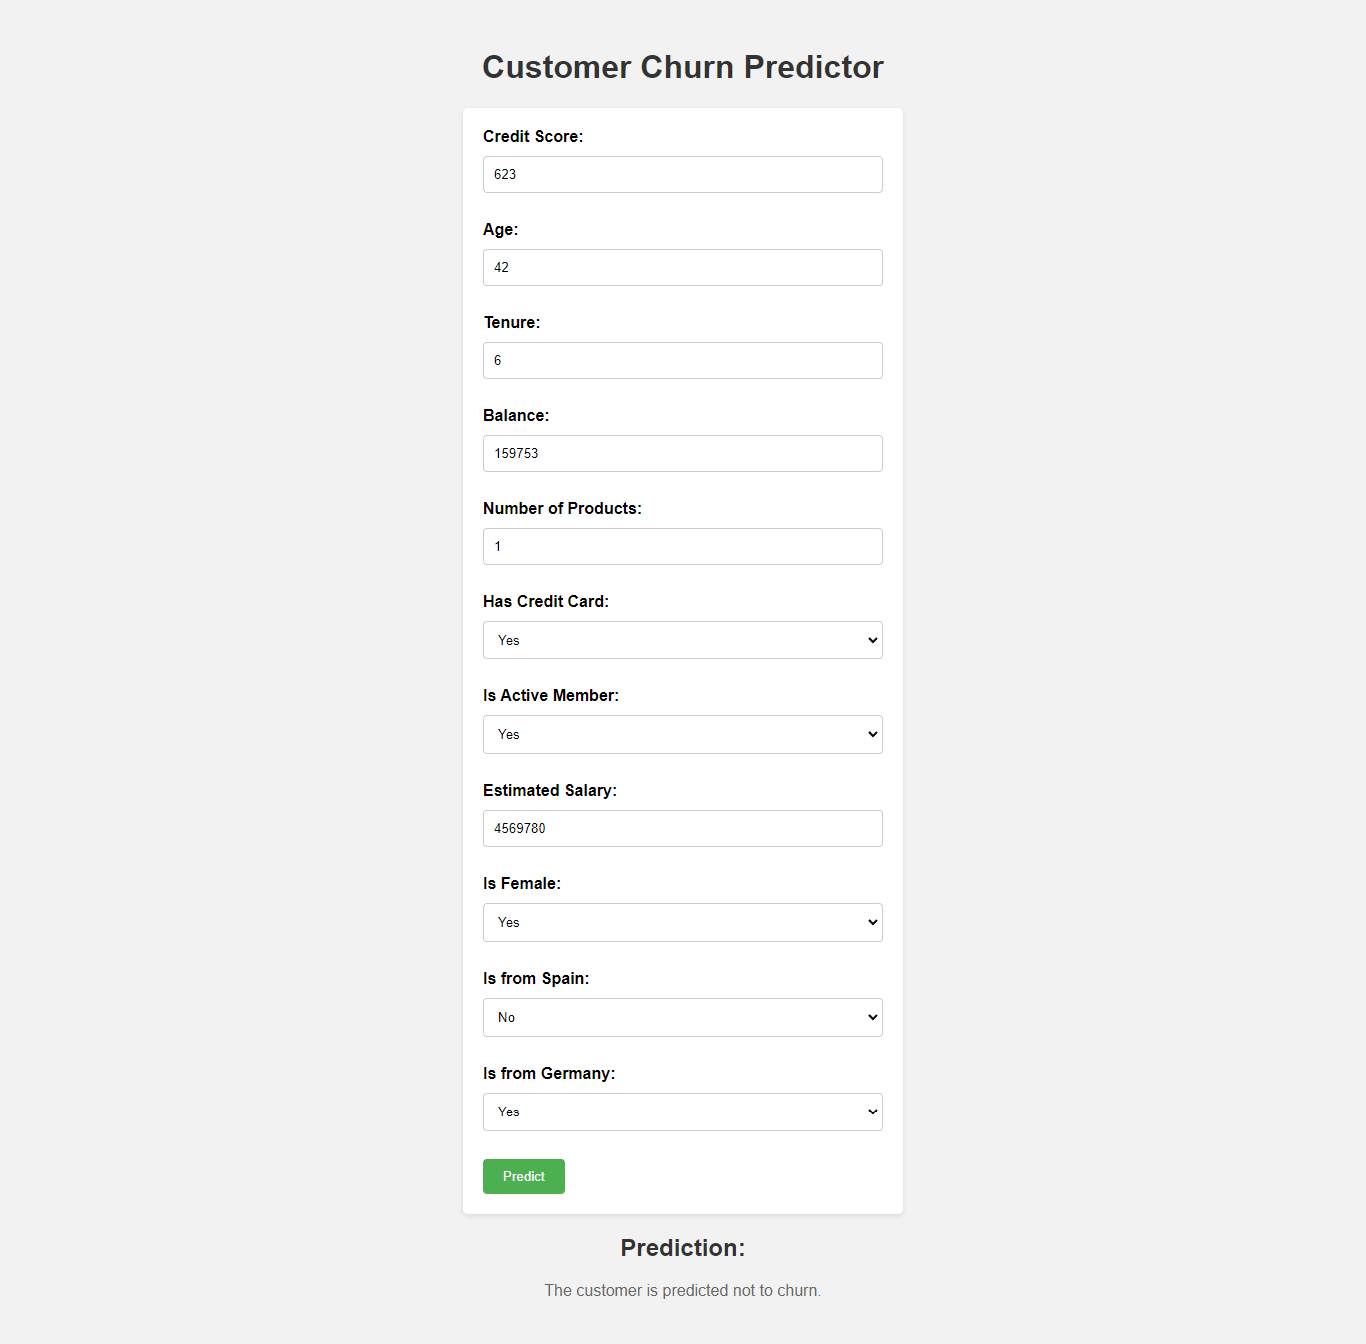 Customer Churn Predictor
Credit Score:
623
Age:
42
Tenure:
6
Balance:
159753
Number of Products:
1
Has Credit Card:
Yes
Is Active Member:
Yes
Estimated Salary:
4569780
Is Female:
Yes
Is from Spain:
No
Is from Germany:
Yes
Predict
Prediction:
The customer is predicted not to churn.